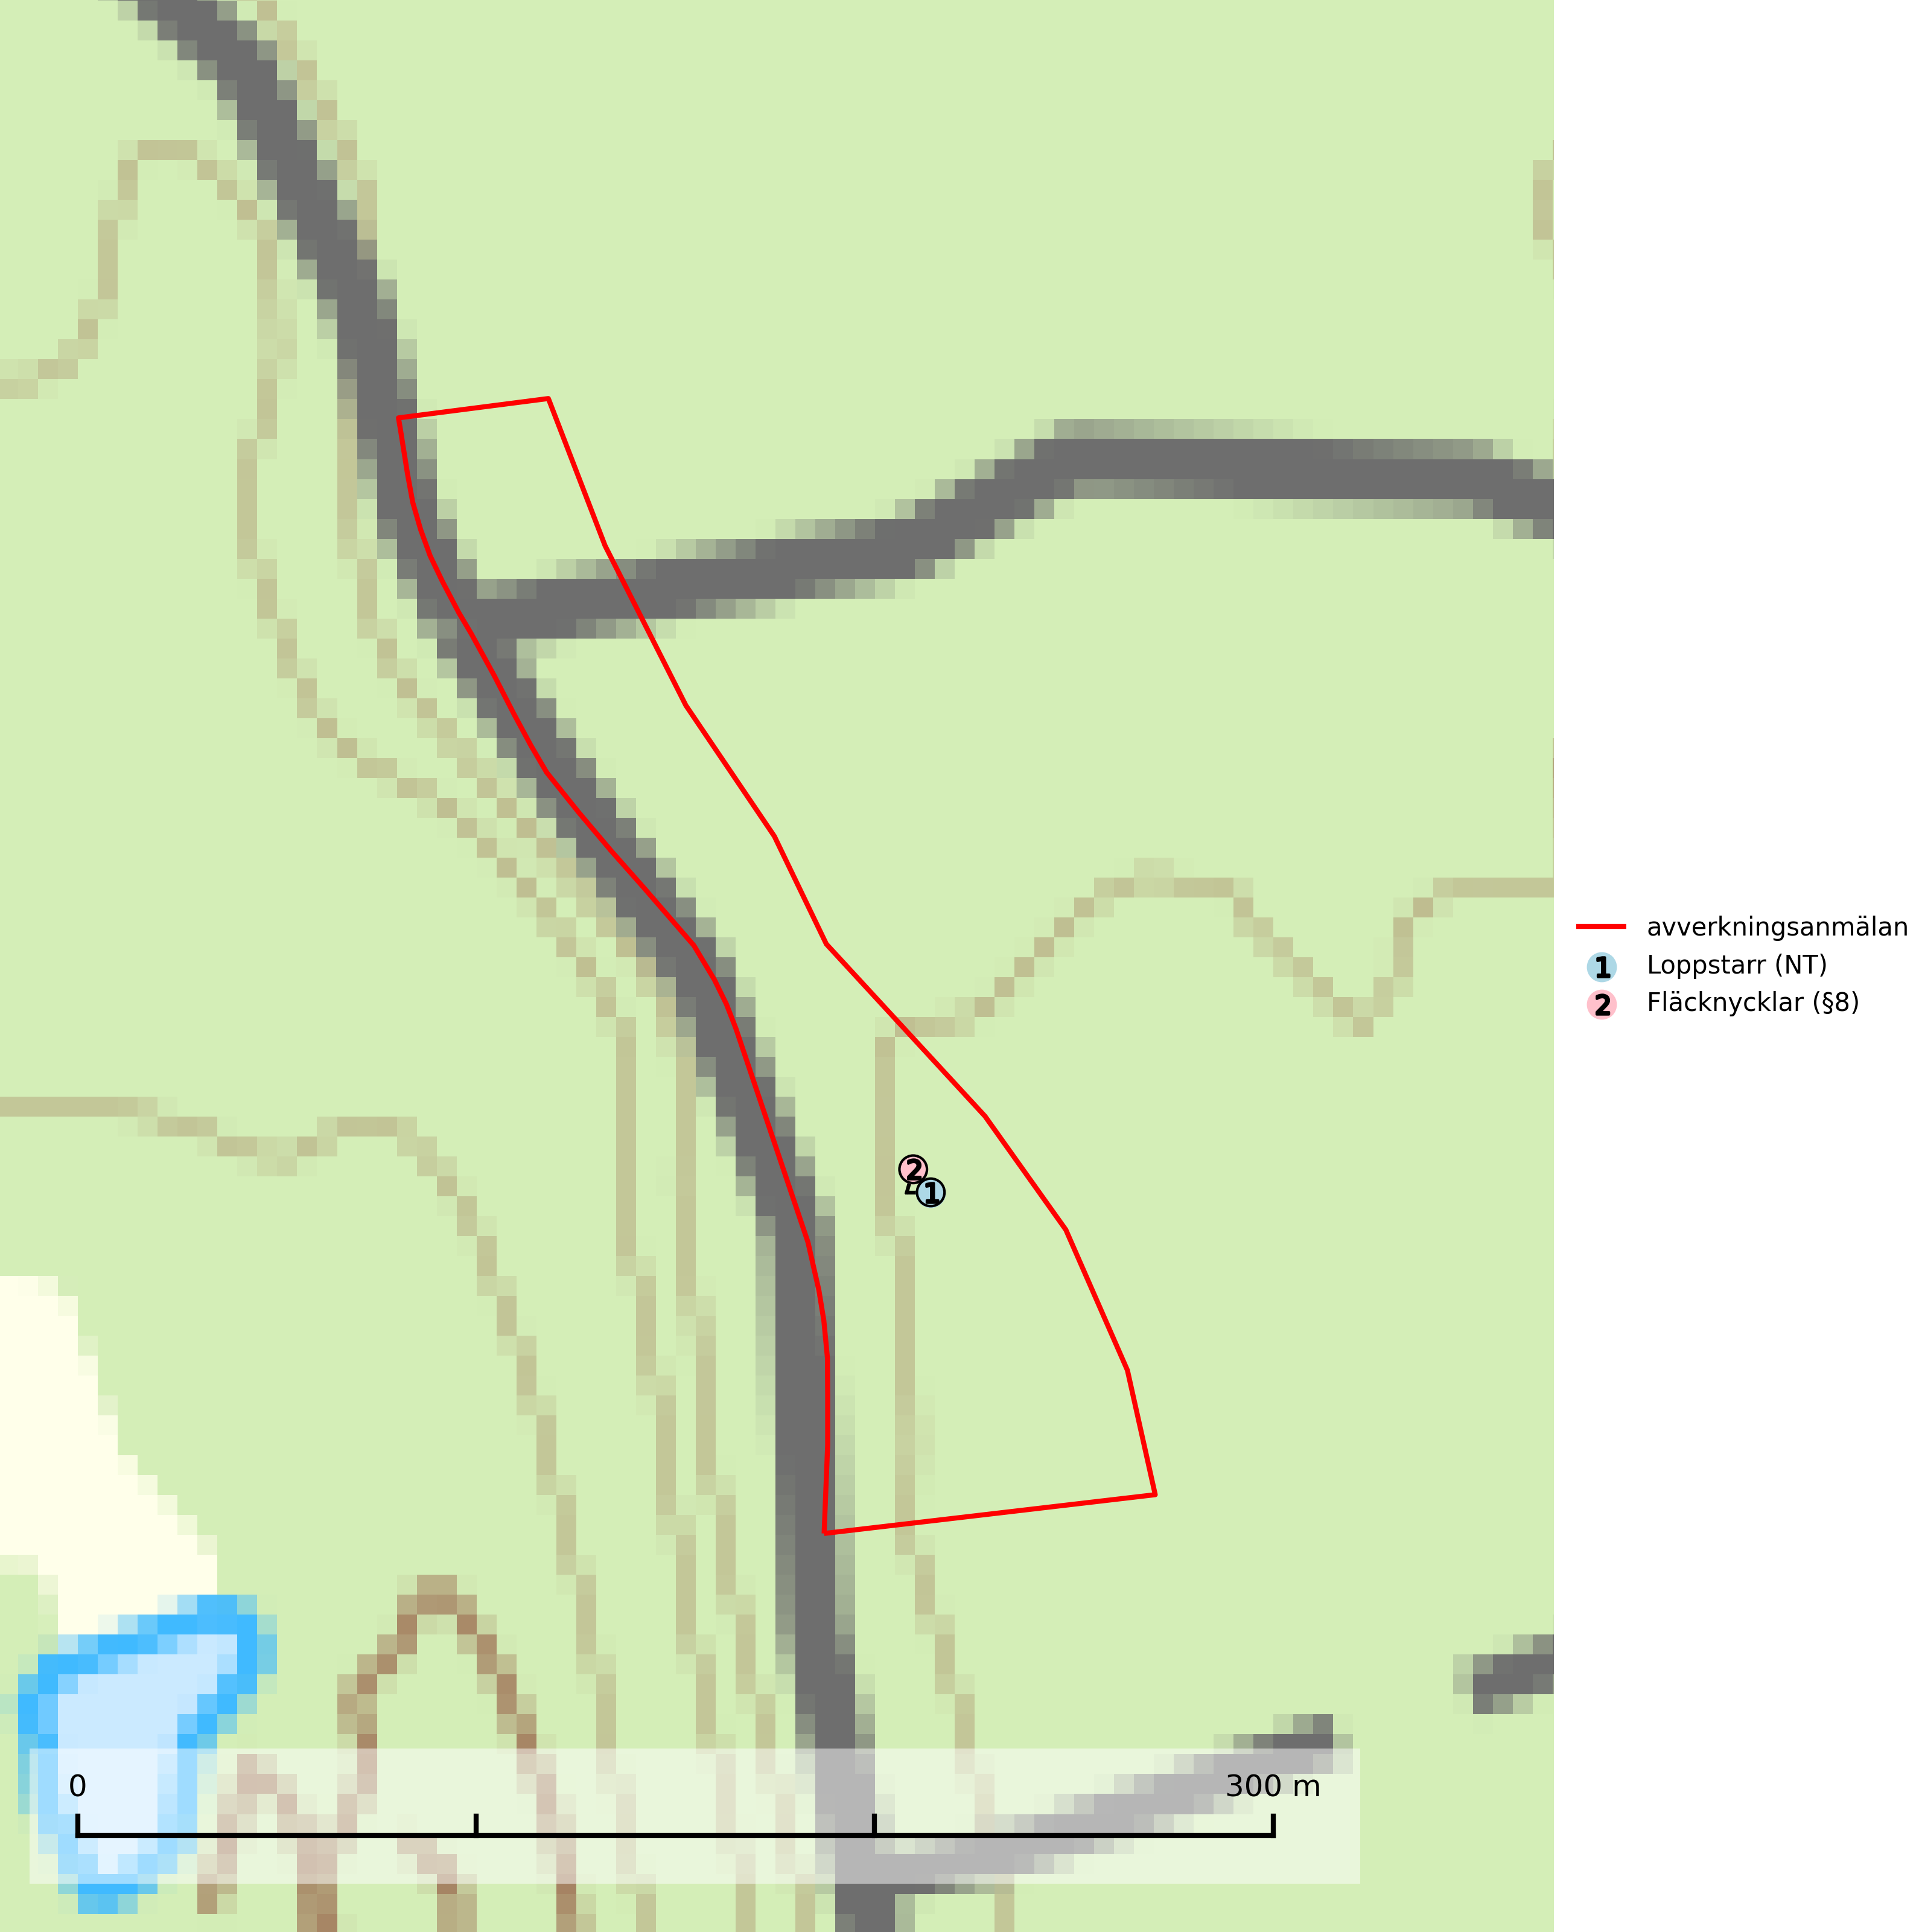 avverkningsanmälan
1 Loppstarr (NT)
2 Fläcknycklar (§8)
2
1
0 300 m